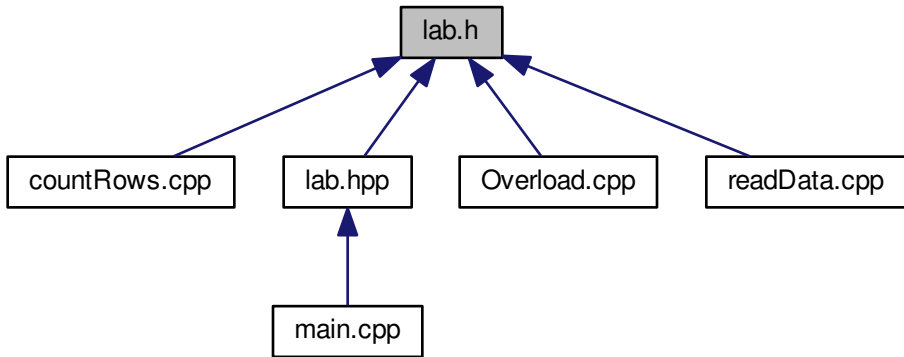 lab.h
countRows.cpp
lab.hpp
Overload.cpp
readData.cpp
main.cpp